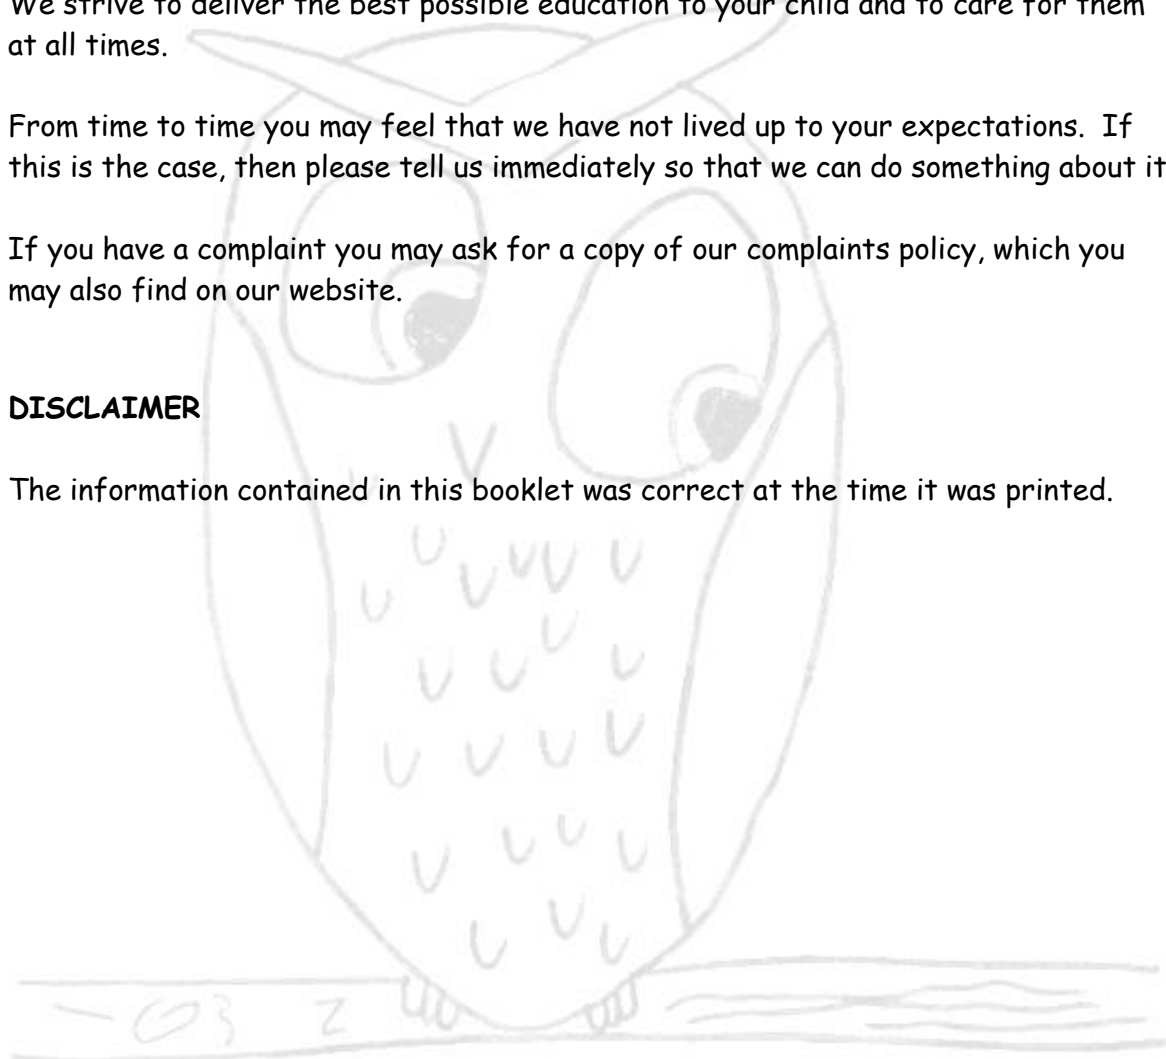 We strive to deliver the best possible education to your child and to care for them
at all times.
From time to time you may feel that we have not lived up to your expectations.  If
this is the case, then please tell us immediately so that we can do something about it
If you have a complaint you may ask for a copy of our complaints policy, which you
may also find on our website.
DISCLAIMER
The information contained in this booklet was correct at the time it was printed.